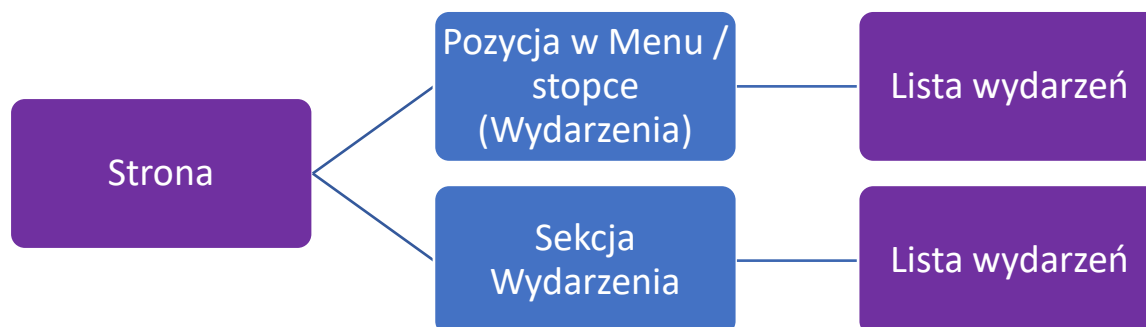 Strona
Pozycja w Menu /
stopce
(Wydarzenia)
Lista wydarzeń
Sekcja
Wydarzenia
Lista wydarzeń